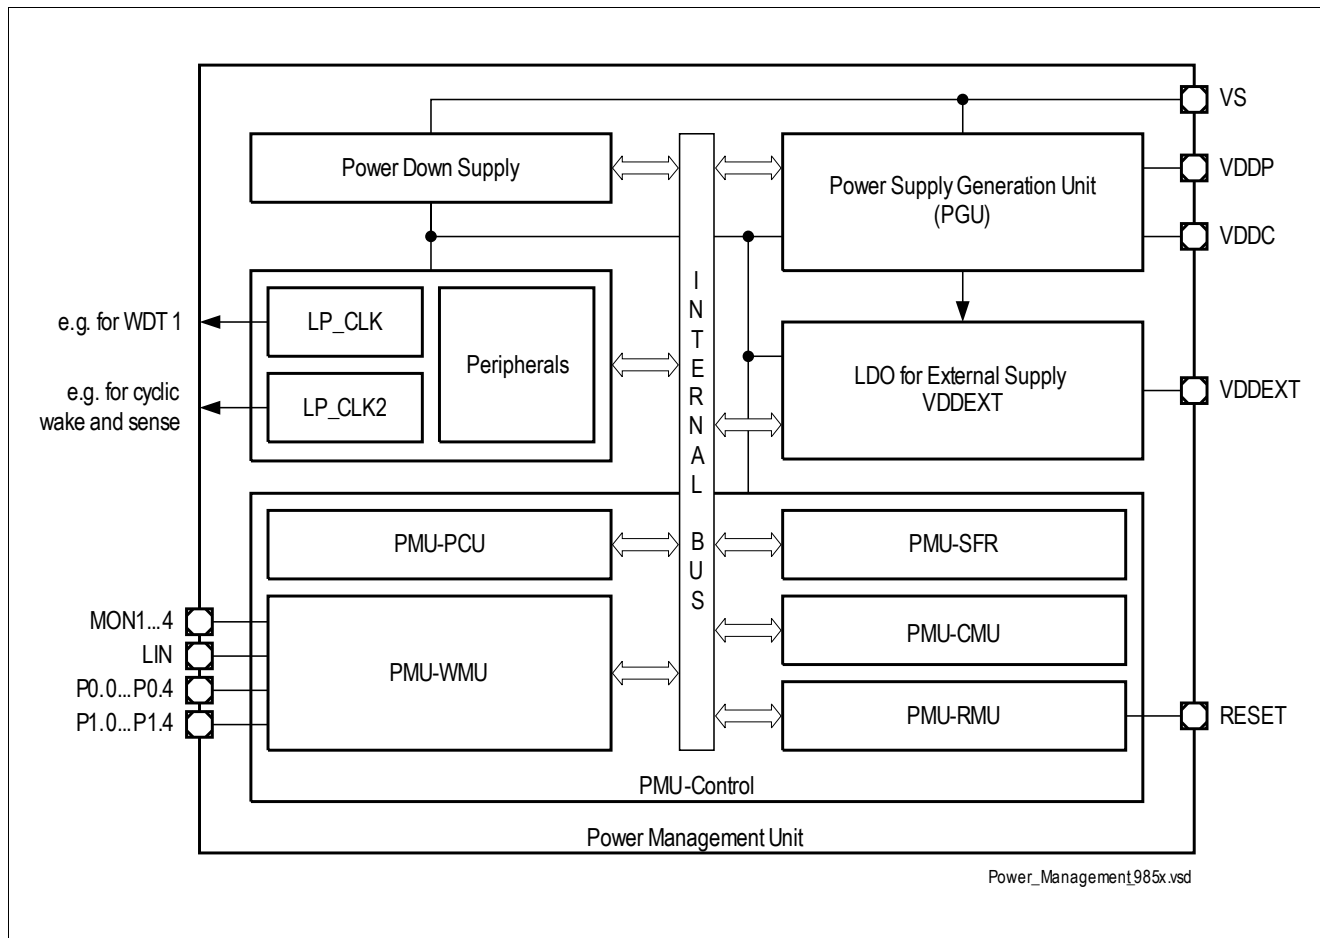 VS
Power Down Supply
Power Supply Generation Unit
(PGU)
VDDP
VDDC
INTERNAL BUS
e.g. for WDT 1
LP_CLK
Peripherals
e.g. for cyclic
wake and sense
LP_CLK2
LDO for External Supply
VDDEXT
VDDEXT
PMU-PCU
PMU-SFR
MON1...4
LIN
P0.0...P0.4
P1.0...P1.4
PMU-WMU
PMU-CMU
PMU-RMU
RESET
PMU-Control
Power Management Unit
Power_Management_985x.vsd